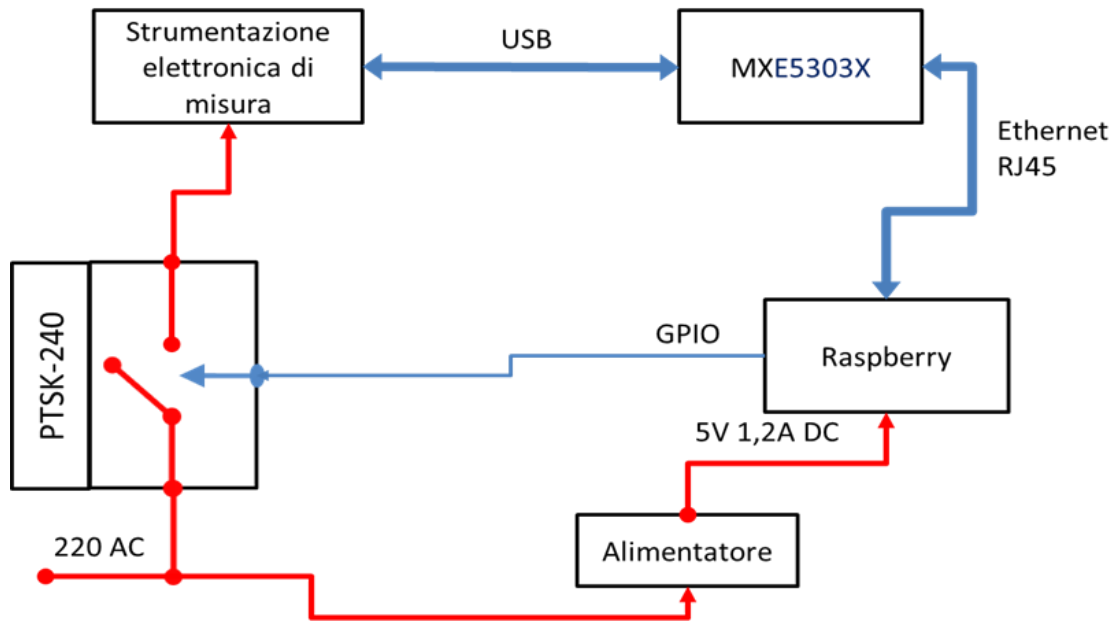 Strumentazione
elettronica di
misura
USB
MXE5303X
Ethernet
RJ45
PTSK-240
GPIO
Raspberry
5V 1,2A DC
220 AC
Alimentatore